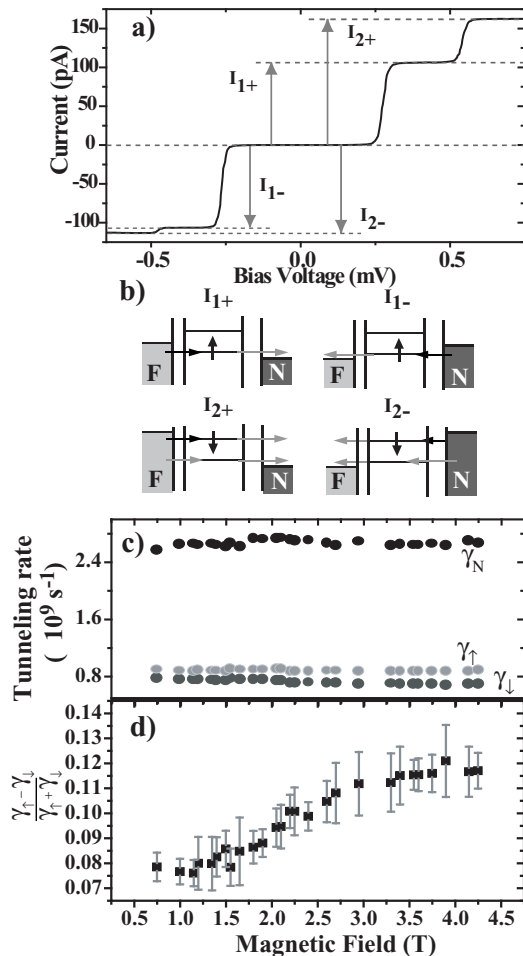 a)
Current (pA)
150
100
50
0
-50
-100
I2+
I1+
I1-
I2-
-0.5 0.0 0.5
Bias Voltage (mV)
b)
I1+ I1-
F N F N
I2+ I2-
F N F N
c)
Tunneling rate
( 10⁹ s⁻¹)
2.4
1.6
0.8
γN
γ↑
γ↓
d)
γ↑ - γ↓
γ↑ + γ↓
0.14
0.13
0.12
0.11
0.10
0.09
0.08
0.07
0.5 1.0 1.5 2.0 2.5 3.0 3.5 4.0 4.5
Magnetic Field (T)